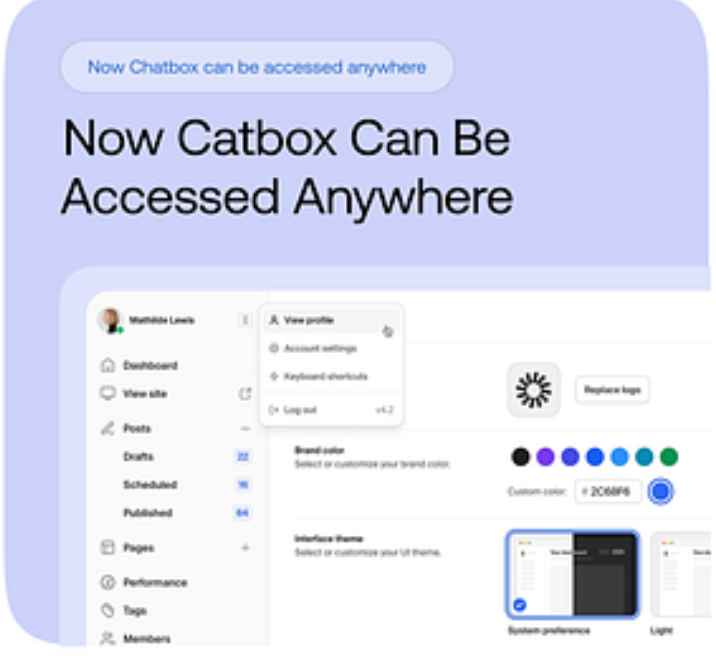 Now Chatbox can be accessed anywhere
Now Catbox Can Be
Accessed Anywhere
Mathilde Lewis
View profile
Account settings
Keyboard shortcuts
Log out v4.2
Dashboard
View site
Posts
Drafts 22
Scheduled 16
Published 64
Pages
Performance
Tags
Members
Replace logo
Brand color
Select or customize your brand color.
Custom color: # 2C68F6
Interface theme
Select or customize your UI theme.
System preference
Light